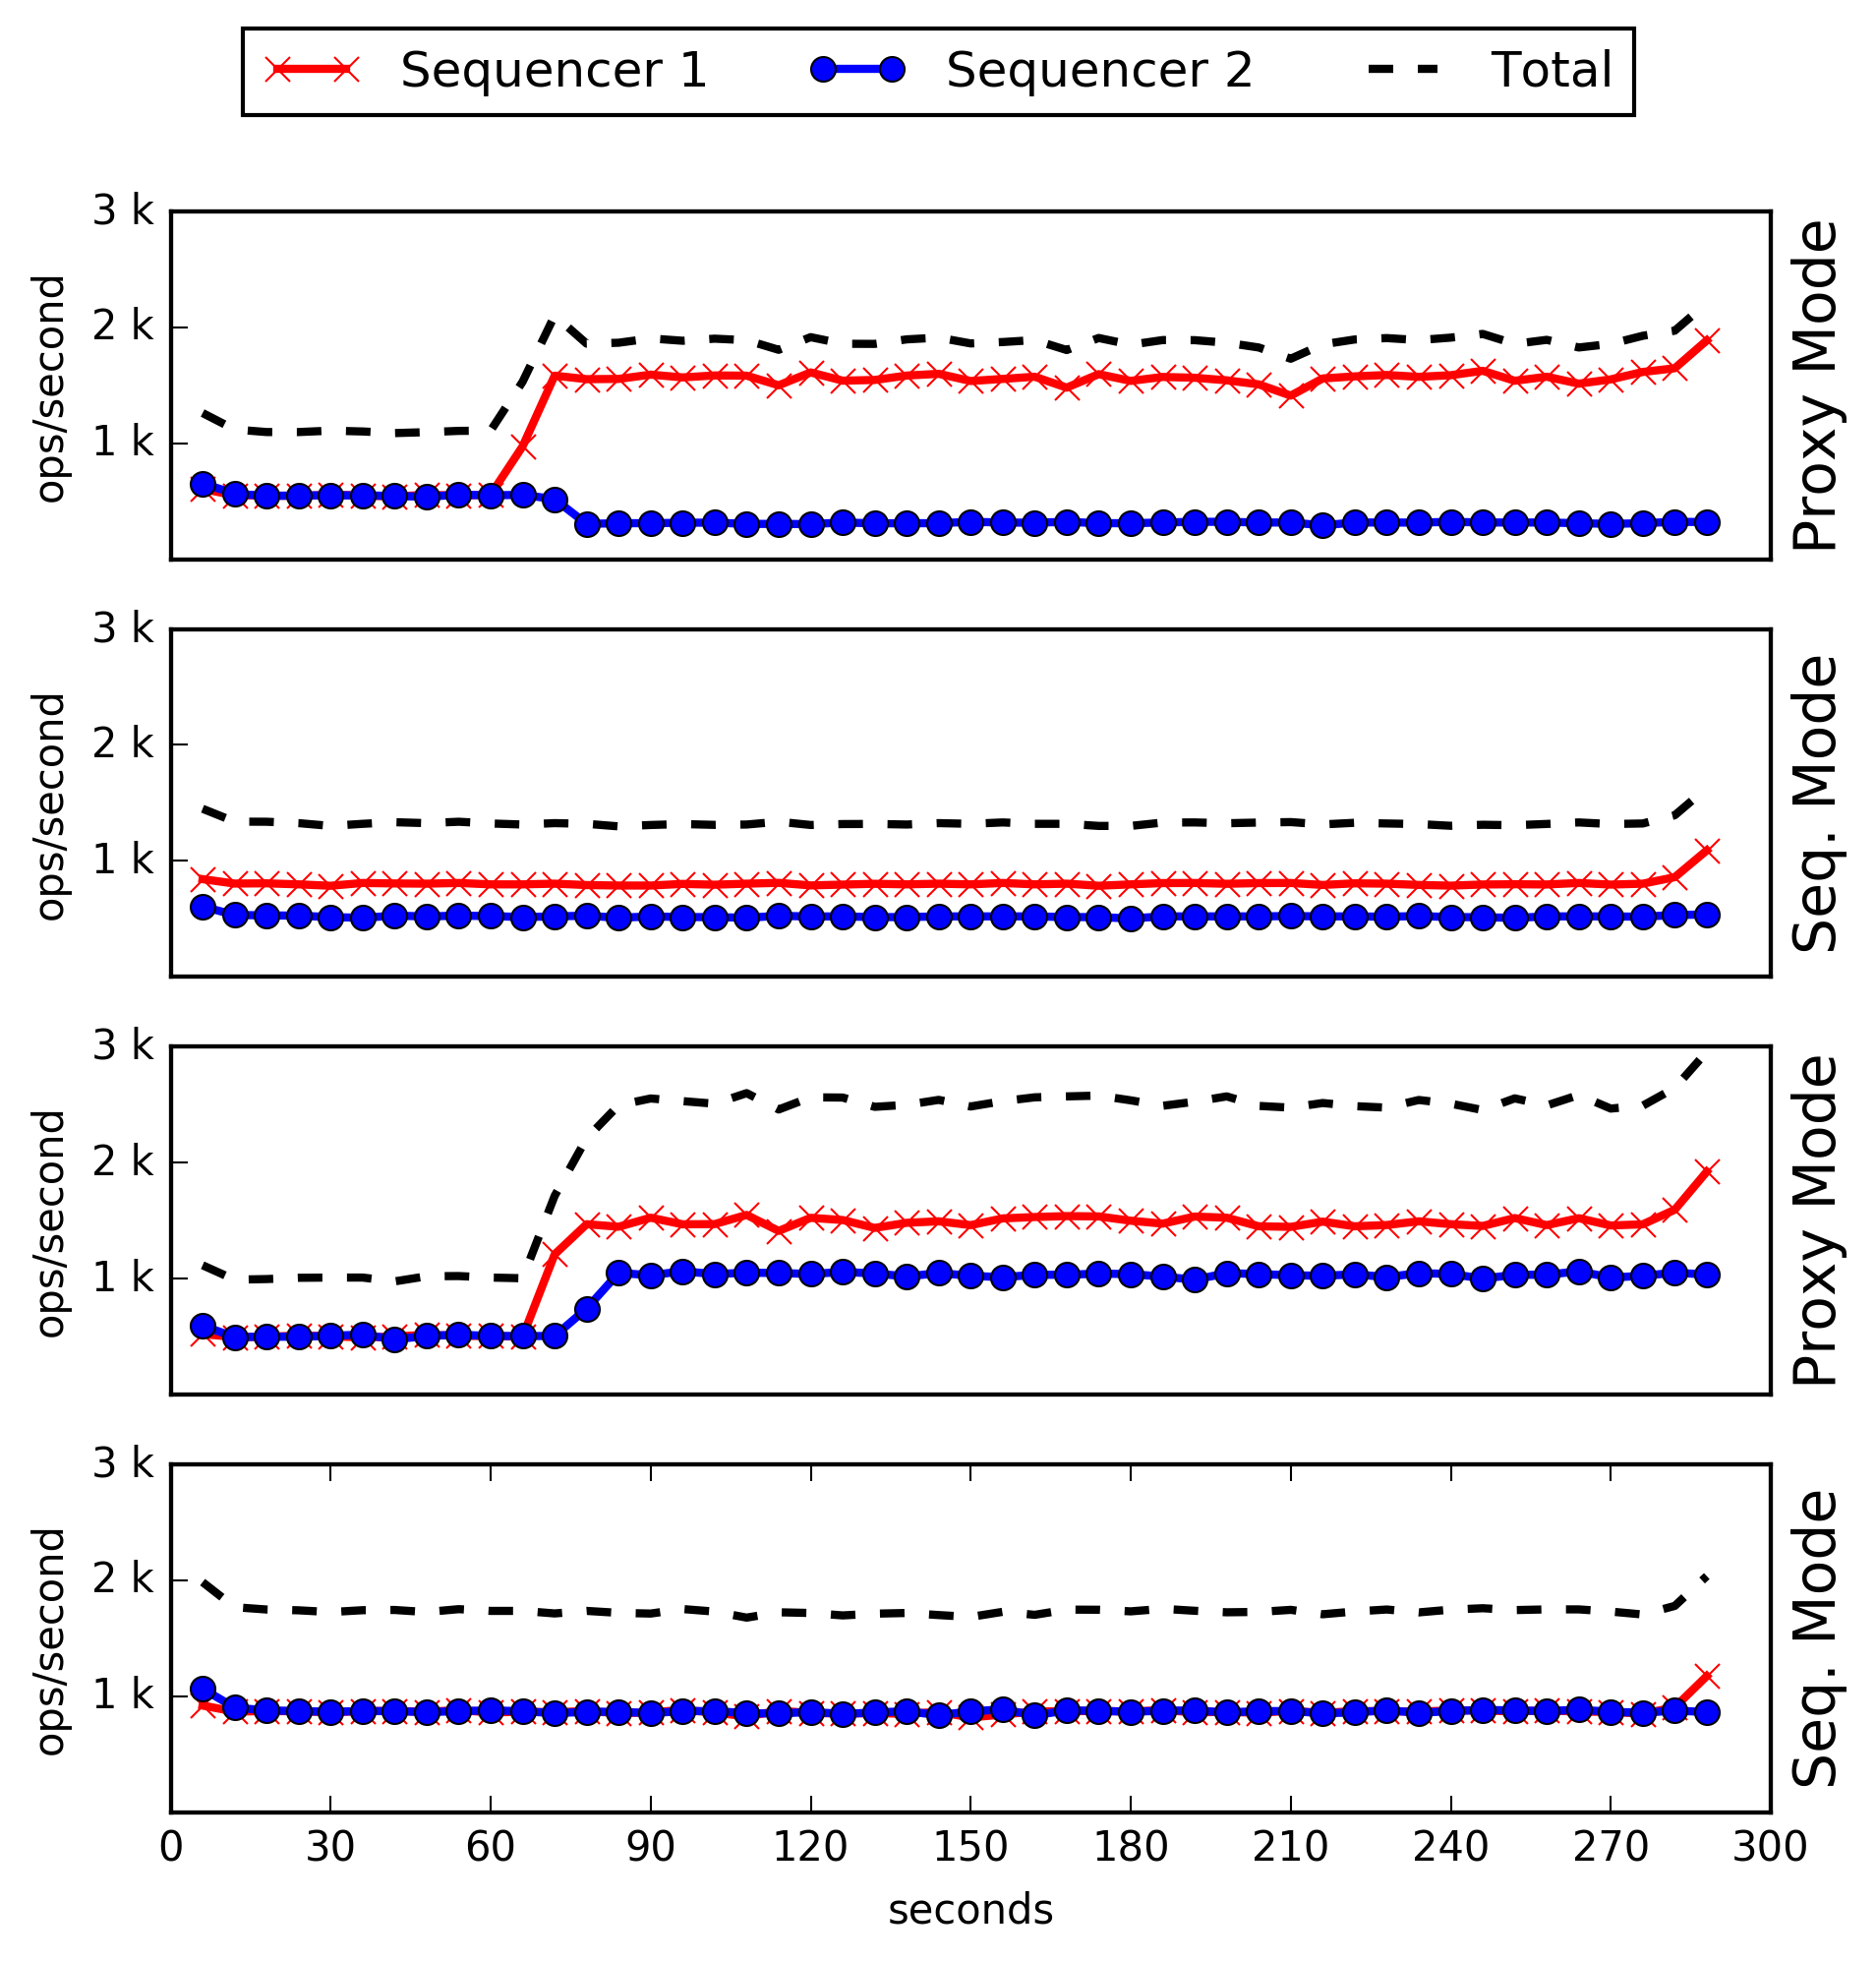 Sequencer 1 Sequencer 2 Total
3 k
2 k
1 k
ops/second
Proxy Mode
3 k
2 k
1 k
ops/second
Seq. Mode
3 k
2 k
1 k
ops/second
Proxy Mode
3 k
2 k
1 k
ops/second
Seq. Mode
0 30 60 90 120 150 180 210 240 270 300
seconds